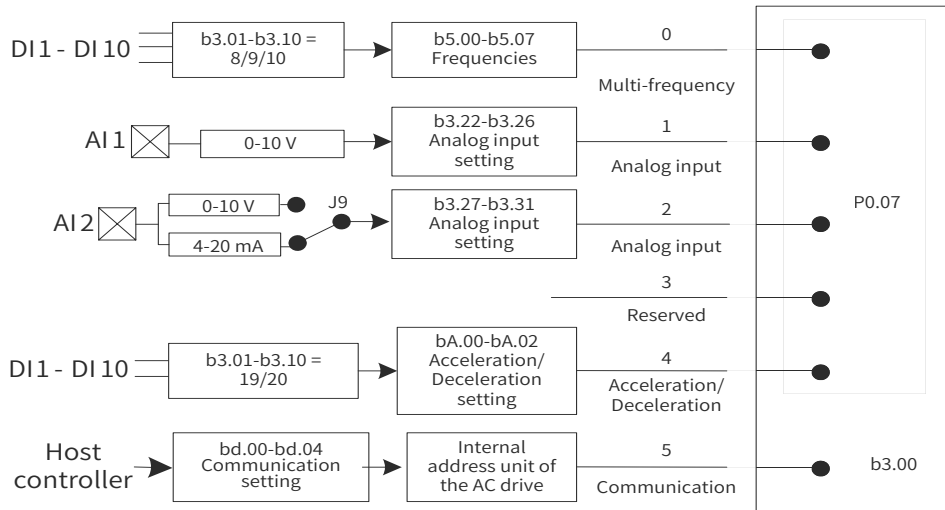 DI1 - DI10
b3.01-b3.10 =
8/9/10
b5.00-b5.07
Frequencies
0
Multi-frequency
AI1
0-10 V
b3.22-b3.26
Analog input
setting
1
Analog input
AI2
0-10 V
4-20 mA
J9
b3.27-b3.31
Analog input
setting
2
Analog input
P0.07
3
Reserved
DI1 - DI10
b3.01-b3.10 =
19/20
bA.00-bA.02
Acceleration/
Deceleration
setting
4
Acceleration/
Deceleration
Host
controller
bd.00-bd.04
Communication
setting
Internal
address unit of
the AC drive
5
Communication
b3.00